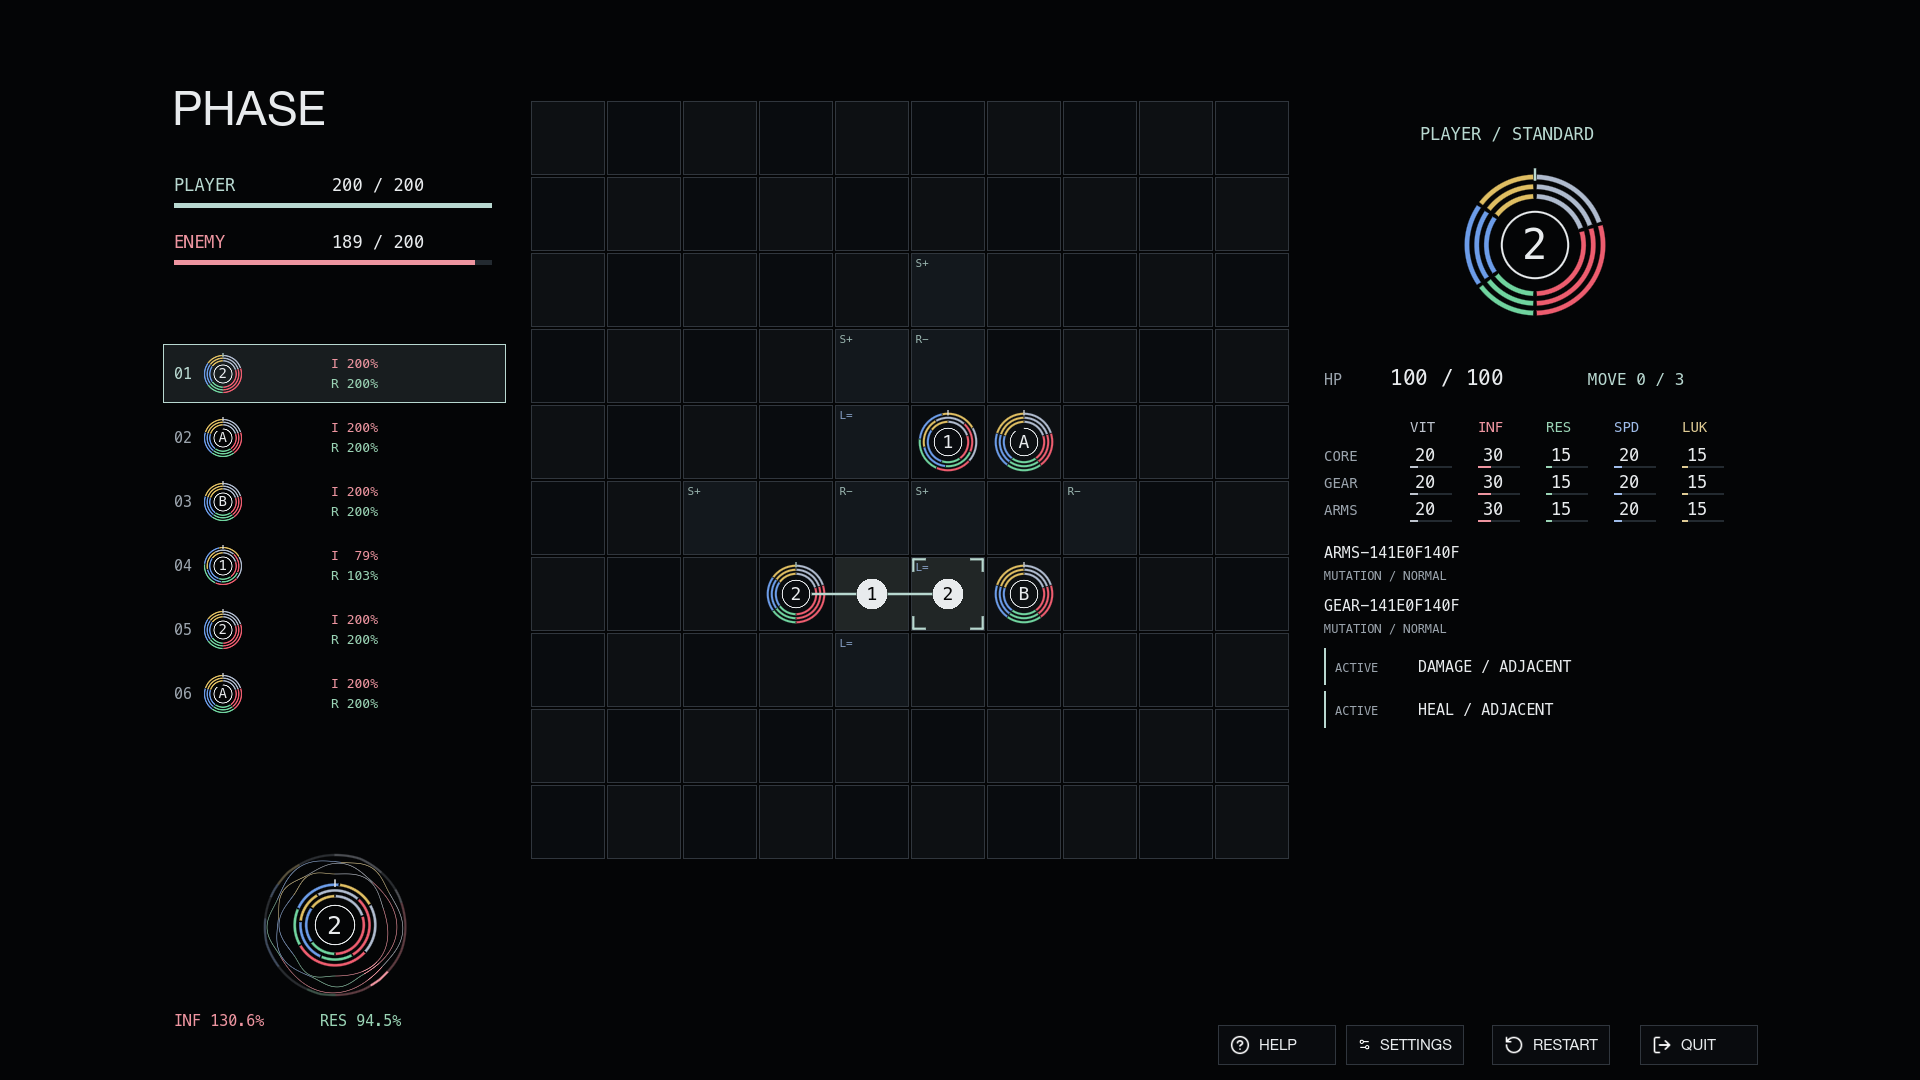 PHASE
PLAYER 200 / 200
ENEMY 189 / 200
01 2 I 200%
R 200%
02 A I 200%
R 200%
03 B I 200%
R 200%
04 1 I 79%
R 103%
05 2 I 200%
R 200%
06 A I 200%
R 200%
2
INF 130.6% RES 94.5%
S+
S+ R−
L= 1 A
S+ R− S+ R−
L=
2 1 2 B
L=
PLAYER / STANDARD
2
HP 100 / 100 MOVE 0 / 3
VIT INF RES SPD LUK
CORE 20 30 15 20 15
GEAR 20 30 15 20 15
ARMS 20 30 15 20 15
ARMS−141E0F140F
MUTATION / NORMAL
GEAR−141E0F140F
MUTATION / NORMAL
ACTIVE DAMAGE / ADJACENT
ACTIVE HEAL / ADJACENT
HELP SETTINGS RESTART QUIT